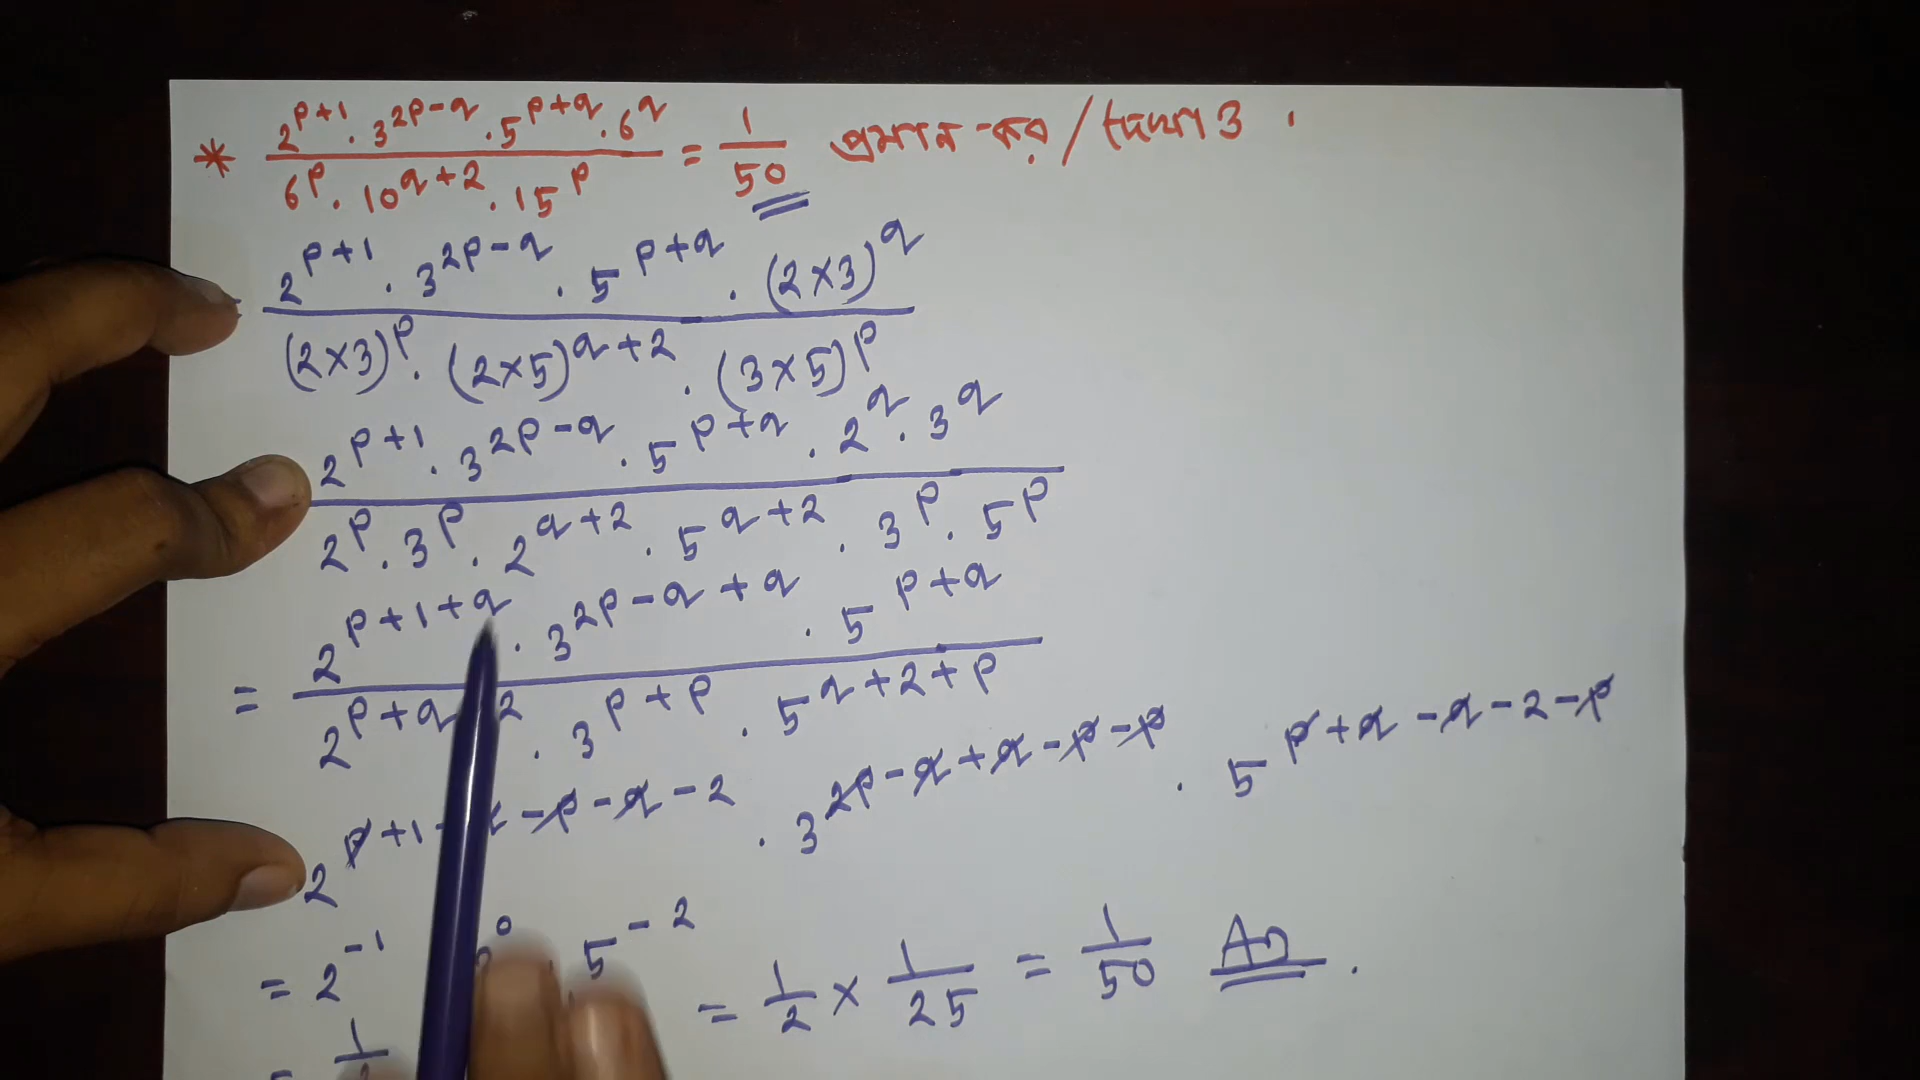 * 2^{p+1} . 3^{2p-q} . 5^{p+q} . 6^q / 6^p . 10^{q+2} . 15^p = 1/50 প্রমান কর / দেখাও .
2^{p+1} . 3^{2p-q} . 5^{p+q} . (2×3)^q / (2×3)^p . (2×5)^{q+2} . (3×5)^p
2^{p+1} . 3^{2p-q} . 5^{p+q} . 2^q . 3^q / 2^p . 3^p . 2^{q+2} . 5^{q+2} . 3^p . 5^p
= 2^{p+1+q} . 3^{2p-q+q} . 5^{p+q} / 2^{p+q 2} . 3^{p+p} . 5^{q+2+p}
2^{p+1 -p-q-2} . 3^{2p-q+q-p-p} . 5^{p+q-q-2-p}
= 2^{-1} 5^{-2} = 1/2 × 1/25 = 1/50 An .